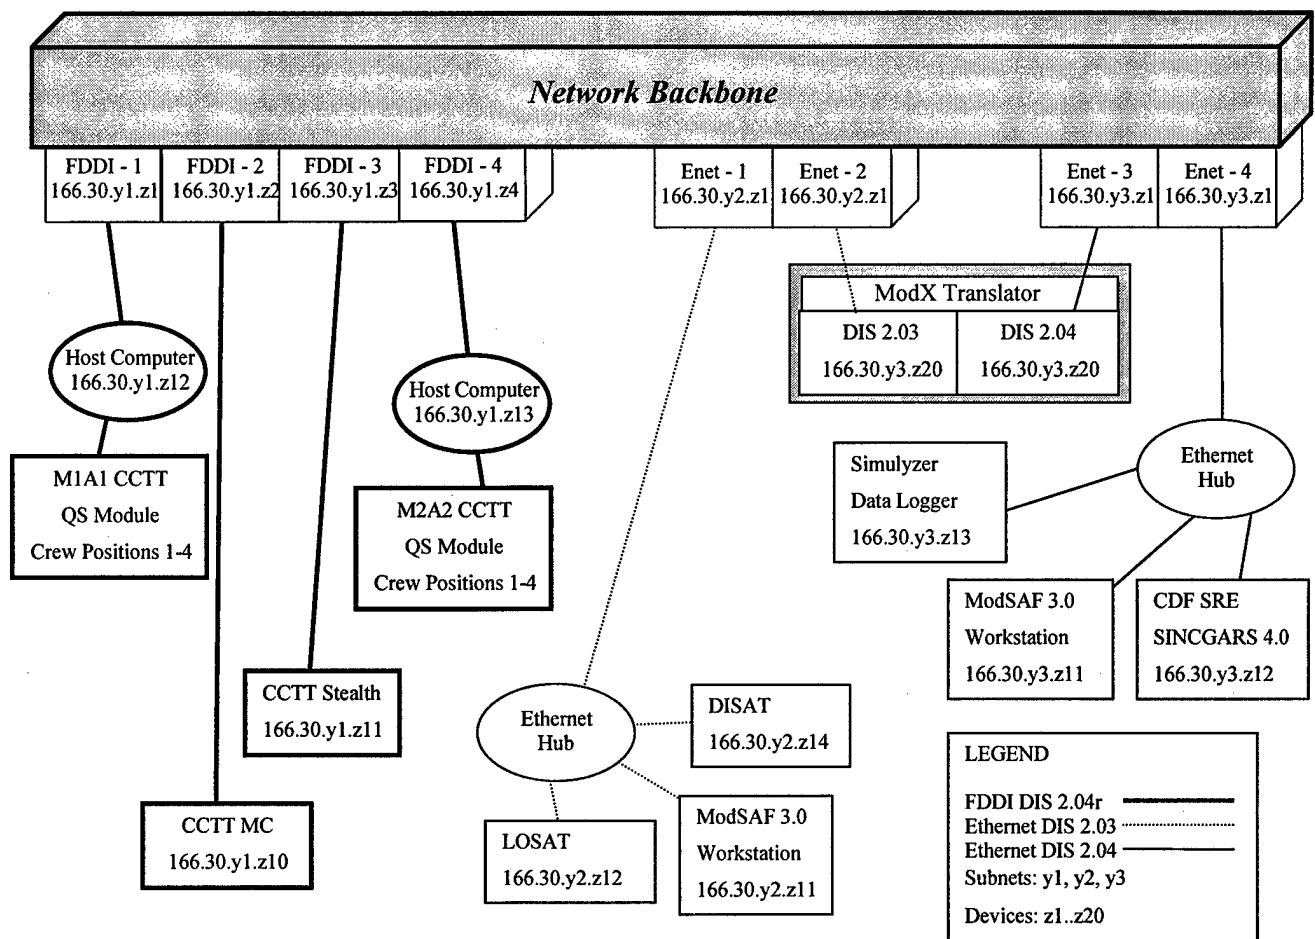 Network Backbone
FDDI - 1
166.30.y1.z1
FDDI - 2
166.30.y1.z2
FDDI - 3
166.30.y1.z3
FDDI - 4
166.30.y1.z4
Enet - 1
166.30.y2.z1
Enet - 2
166.30.y2.z1
Enet - 3
166.30.y3.z1
Enet - 4
166.30.y3.z1
ModX Translator
DIS 2.03
166.30.y3.z20
DIS 2.04
166.30.y3.z20
Host Computer
166.30.y1.z12
Host Computer
166.30.y1.z13
M1A1 CCTT
QS Module
Crew Positions 1-4
M2A2 CCTT
QS Module
Crew Positions 1-4
Simulyzer
Data Logger
166.30.y3.z13
Ethernet
Hub
ModSAF 3.0
Workstation
166.30.y3.z11
CDF SRE
SINCGARS 4.0
166.30.y3.z12
CCTT Stealth
166.30.y1.z11
Ethernet
Hub
DISAT
166.30.y2.z14
CCTT MC
166.30.y1.z10
LOSAT
166.30.y2.z12
ModSAF 3.0
Workstation
166.30.y2.z11
LEGEND
FDDI DIS 2.04r
Ethernet DIS 2.03
Ethernet DIS 2.04
Subnets: y1, y2, y3
Devices: z1..z20